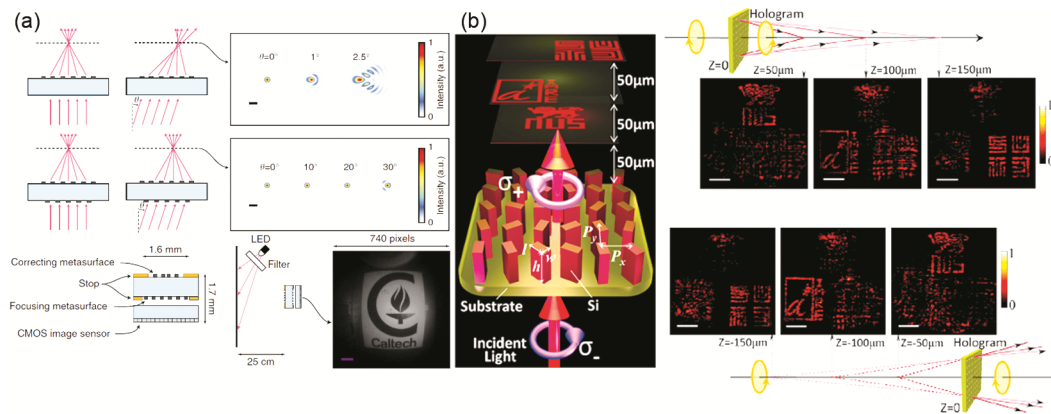 (a)
Intensity (a.u.)
1
0
θ=0° 1° 2.5°
θ
Intensity (a.u.)
1
0
θ=0° 10° 20° 30°
θ
1.6 mm
Correcting metasurface
Stop
Focusing metasurface
CMOS image sensor
1.7 mm
LED
Filter
25 cm
740 pixels
Caltech
(b)
50μm
50μm
NUS
50μm
σ+
Py
Px
l
w
h
Substrate
Si
Incident
Light
σ-
Hologram
Z=0
Z=50μm
Z=100μm
Z=150μm
1
0
1
0
Z=-150μm
Z=-100μm
Z=-50μm
Hologram
Z=0